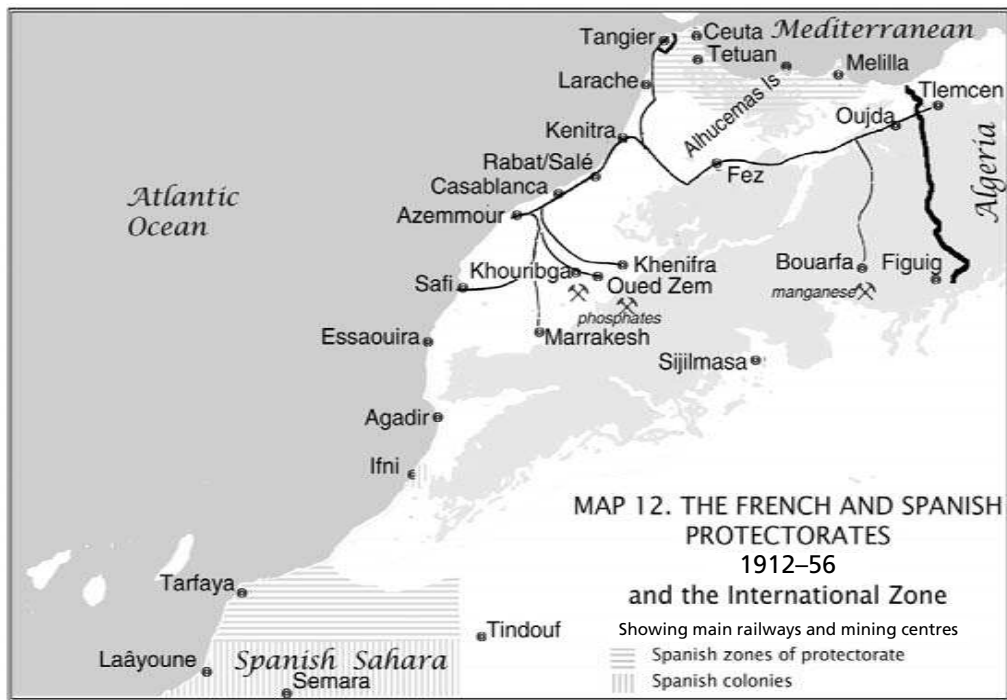 Ceuta
Mediterranean
Tangier
Tetuan
Melilla
Larache
Tlemcen
Alhucemas Is
Oujda
Kenitra
Algeria
Rabat/Salé
Fez
Casablanca
Atlantic
Ocean
Azemmour
Khouribga
Khenifra
Bouarfa
Figuig
Safi
Oued Zem
manganese
phosphates
Essaouira
Marrakesh
Sijilmasa
Agadir
Ifni
MAP 12. THE FRENCH AND SPANISH
PROTECTORATES
1912–56
and the International Zone
Showing main railways and mining centres
Spanish zones of protectorate
Spanish colonies
Tarfaya
Tindouf
Laâyoune
Spanish Sahara
Semara